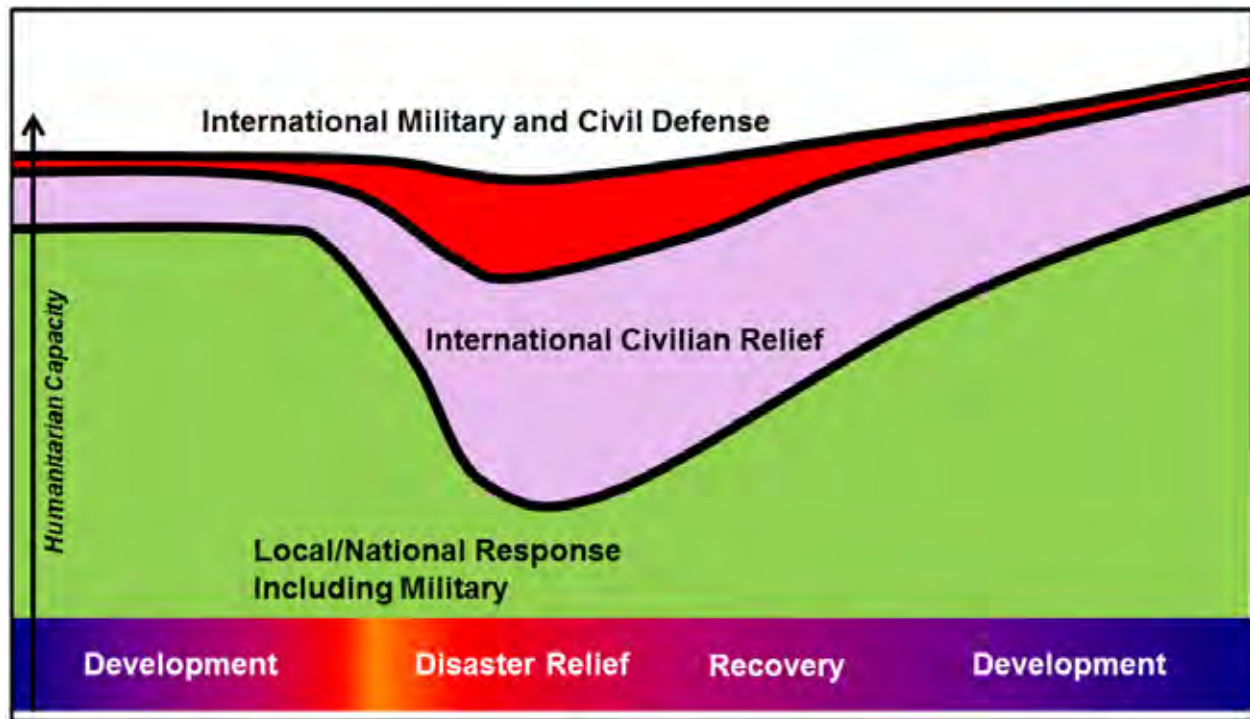 International Military and Civil Defense
Humanitarian Capacity
International Civilian Relief
Local/National Response
Including Military
Development Disaster Relief Recovery Development